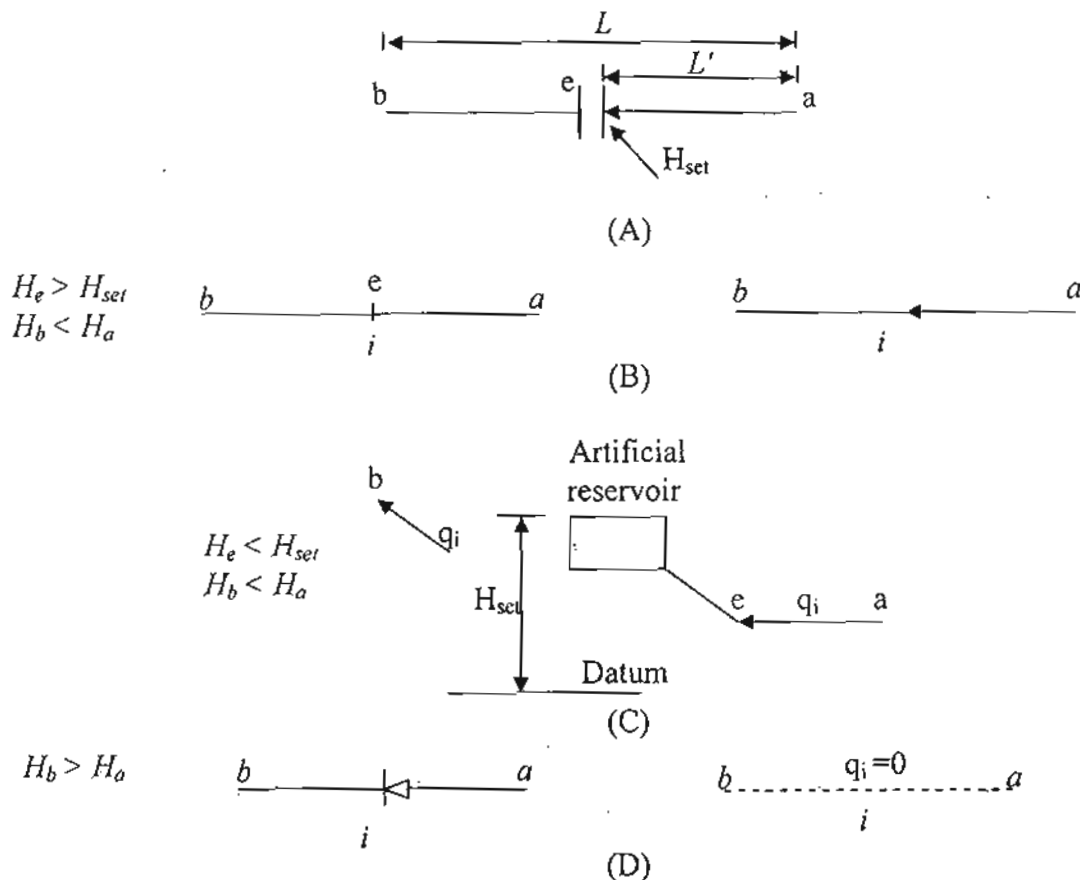 L
L'
b e a
H_set
(A)
H_e > H_set
H_b < H_a
b e a
i
b a
i
(B)
Artificial
reservoir
b
q_i
H_e < H_set
H_b < H_a
H_set
e q_i a
Datum
(C)
H_b > H_a
b a
i
b q_i=0 a
i
(D)